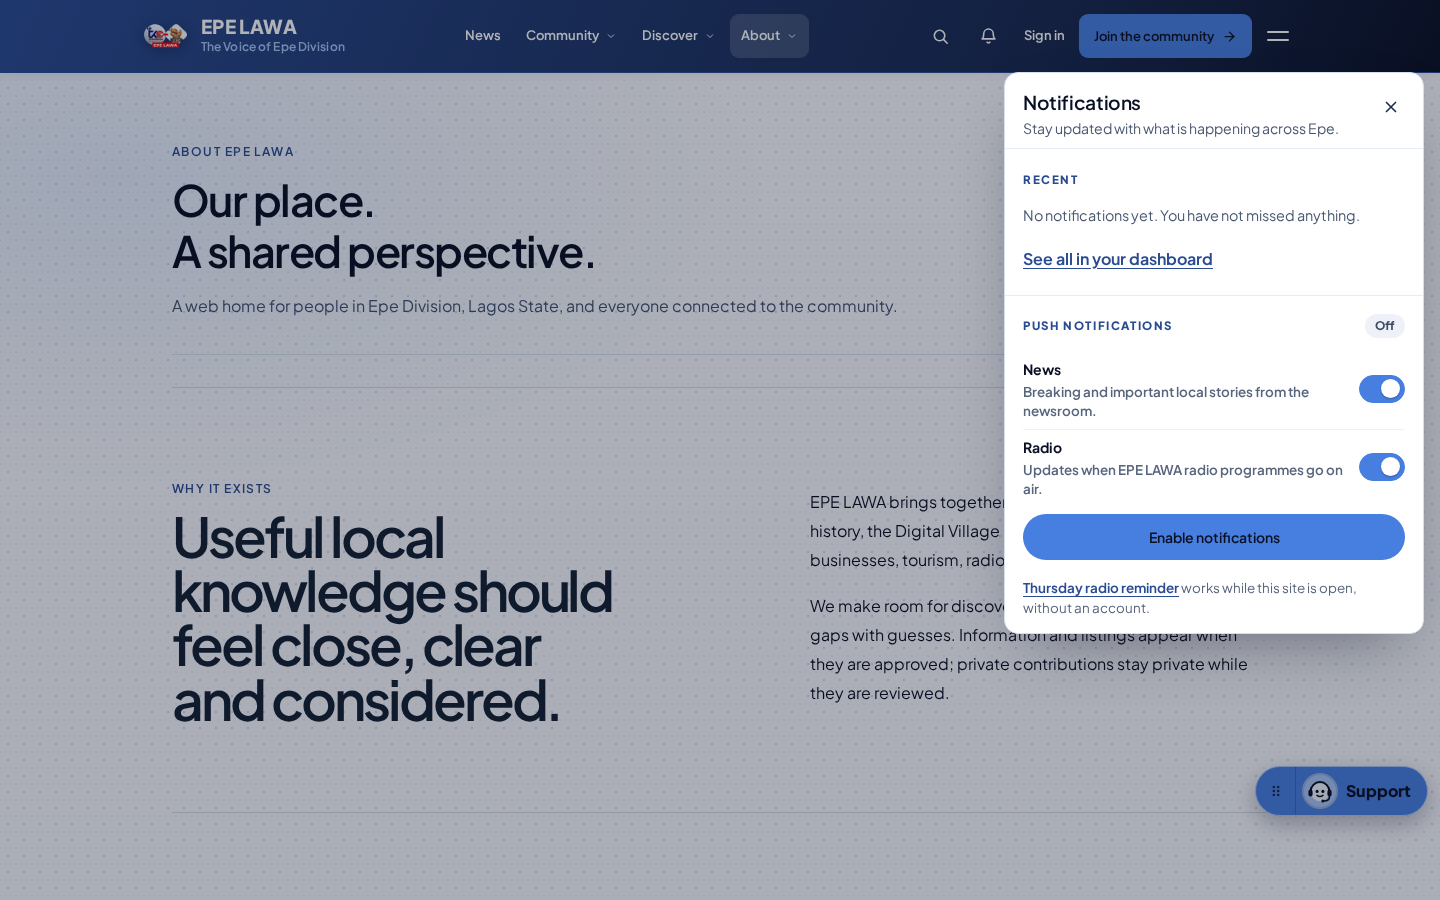 EPE LAWA
The Voice of Epe Division
News
Community
Discover
About
Sign in
Join the community
Notifications
Stay updated with what is happening across Epe.
RECENT
No notifications yet. You have not missed anything.
See all in your dashboard
PUSH NOTIFICATIONS
Off
News
Breaking and important local stories from the
newsroom.
Radio
Updates when EPE LAWA radio programmes go on
air.
Enable notifications
Thursday radio reminder works while this site is open,
without an account.
ABOUT EPE LAWA
Our place.
A shared perspective.
A web home for people in Epe Division, Lagos State, and everyone connected to the community.
WHY IT EXISTS
Useful local
knowledge should
feel close, clear
and considered.
EPE LAWA brings together
history, the Digital Village
businesses, tourism, radio
We make room for discov
gaps with guesses. Information and listings appear when
they are approved; private contributions stay private while
they are reviewed.
Support